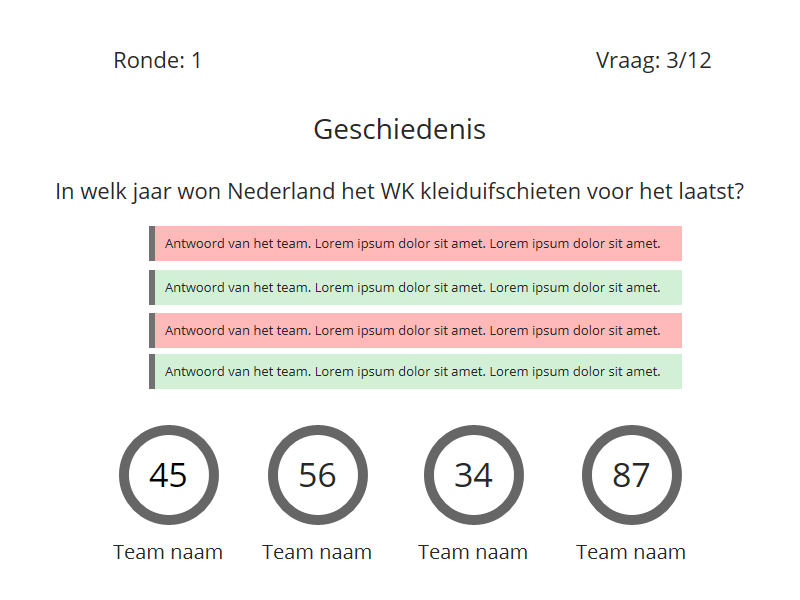 Ronde: 1
Vraag: 3/12
Geschiedenis
In welk jaar won Nederland het WK kleiduifschieten voor het laatst?
Antwoord van het team. Lorem ipsum dolor sit amet. Lorem ipsum dolor sit amet.
Antwoord van het team. Lorem ipsum dolor sit amet. Lorem ipsum dolor sit amet.
Antwoord van het team. Lorem ipsum dolor sit amet. Lorem ipsum dolor sit amet.
Antwoord van het team. Lorem ipsum dolor sit amet. Lorem ipsum dolor sit amet.
45
Team naam
56
Team naam
34
Team naam
87
Team naam